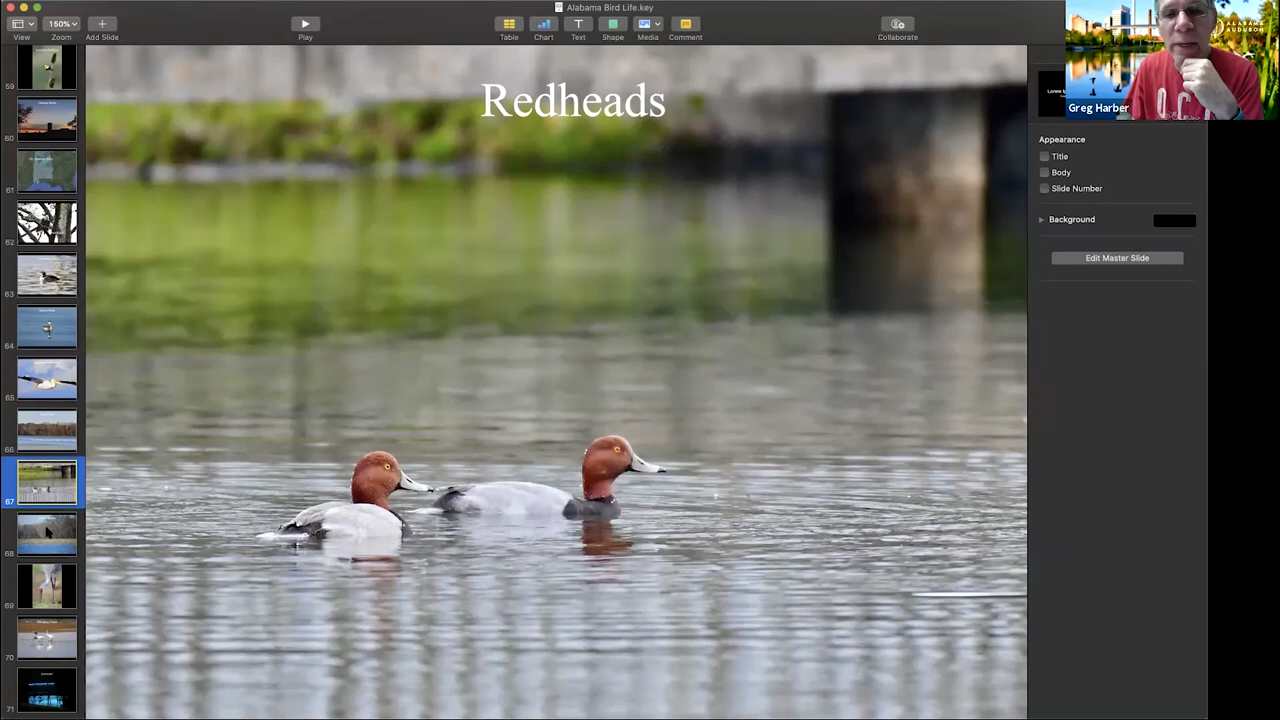 Alabama Bird Life.key
150%
View
Zoom
Add Slide
Play
Table
Chart
Text
Shape
Media
Comment
Collaborate
ALABAMA
AUDUBON
Greg Harber
Redheads
Appearance
Title
Body
Slide Number
Background
Edit Master Slide
59
60
61
62
63
64
65
66
67
68
69
70
71